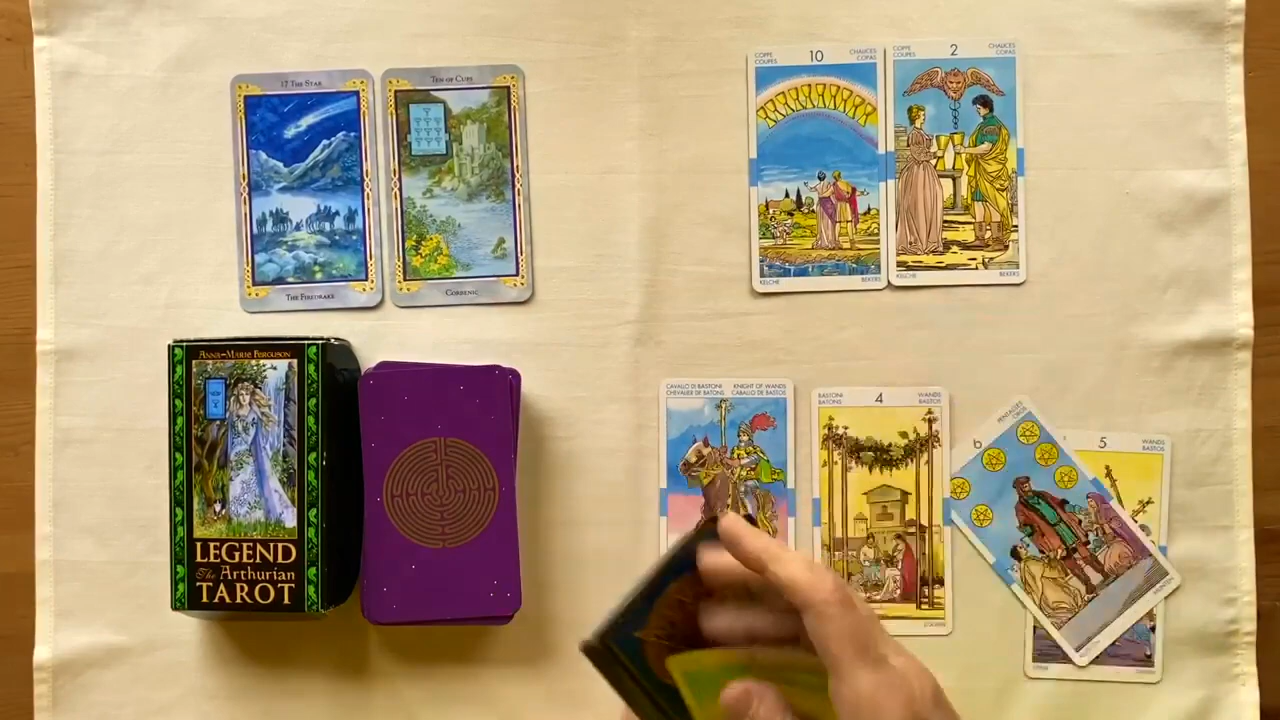 17 THE STAR
THE FIREDRAKE
TEN OF CUPS
CORBENIC
COPPE
COUPES
10
CHALICES
COPAS
KELCHE
BEKERS
COPPE
COUPES
2
CHALICES
COPAS
KELCHE
BEKERS
ANNA-MARIE FERGUSON
LEGEND
The Arthurian
TAROT
CAVALLO DI BASTONI
CHEVALIER DE BATONS
KNIGHT OF WANDS
CABALLO DE BASTOS
BASTONI
BATONS
4
WANDS
BASTOS
PENTACLES
OROS
MUNTEN
5
WANDS
BASTOS